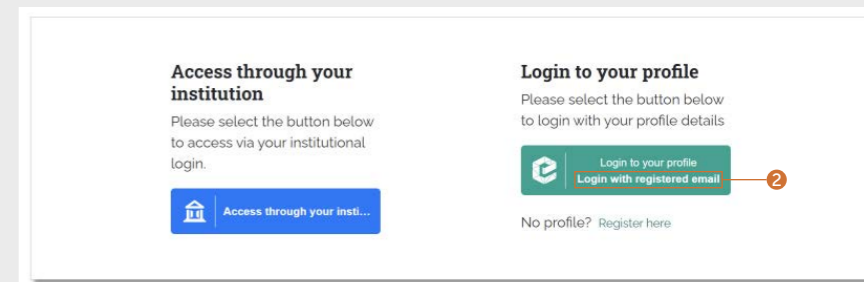 Access through your
institution
Please select the button below
to access via your institutional
login.
Access through your insti...
Login to your profile
Please select the button below
to login with your profile details
Login to your profile
Login with registered email
2
No profile? Register here